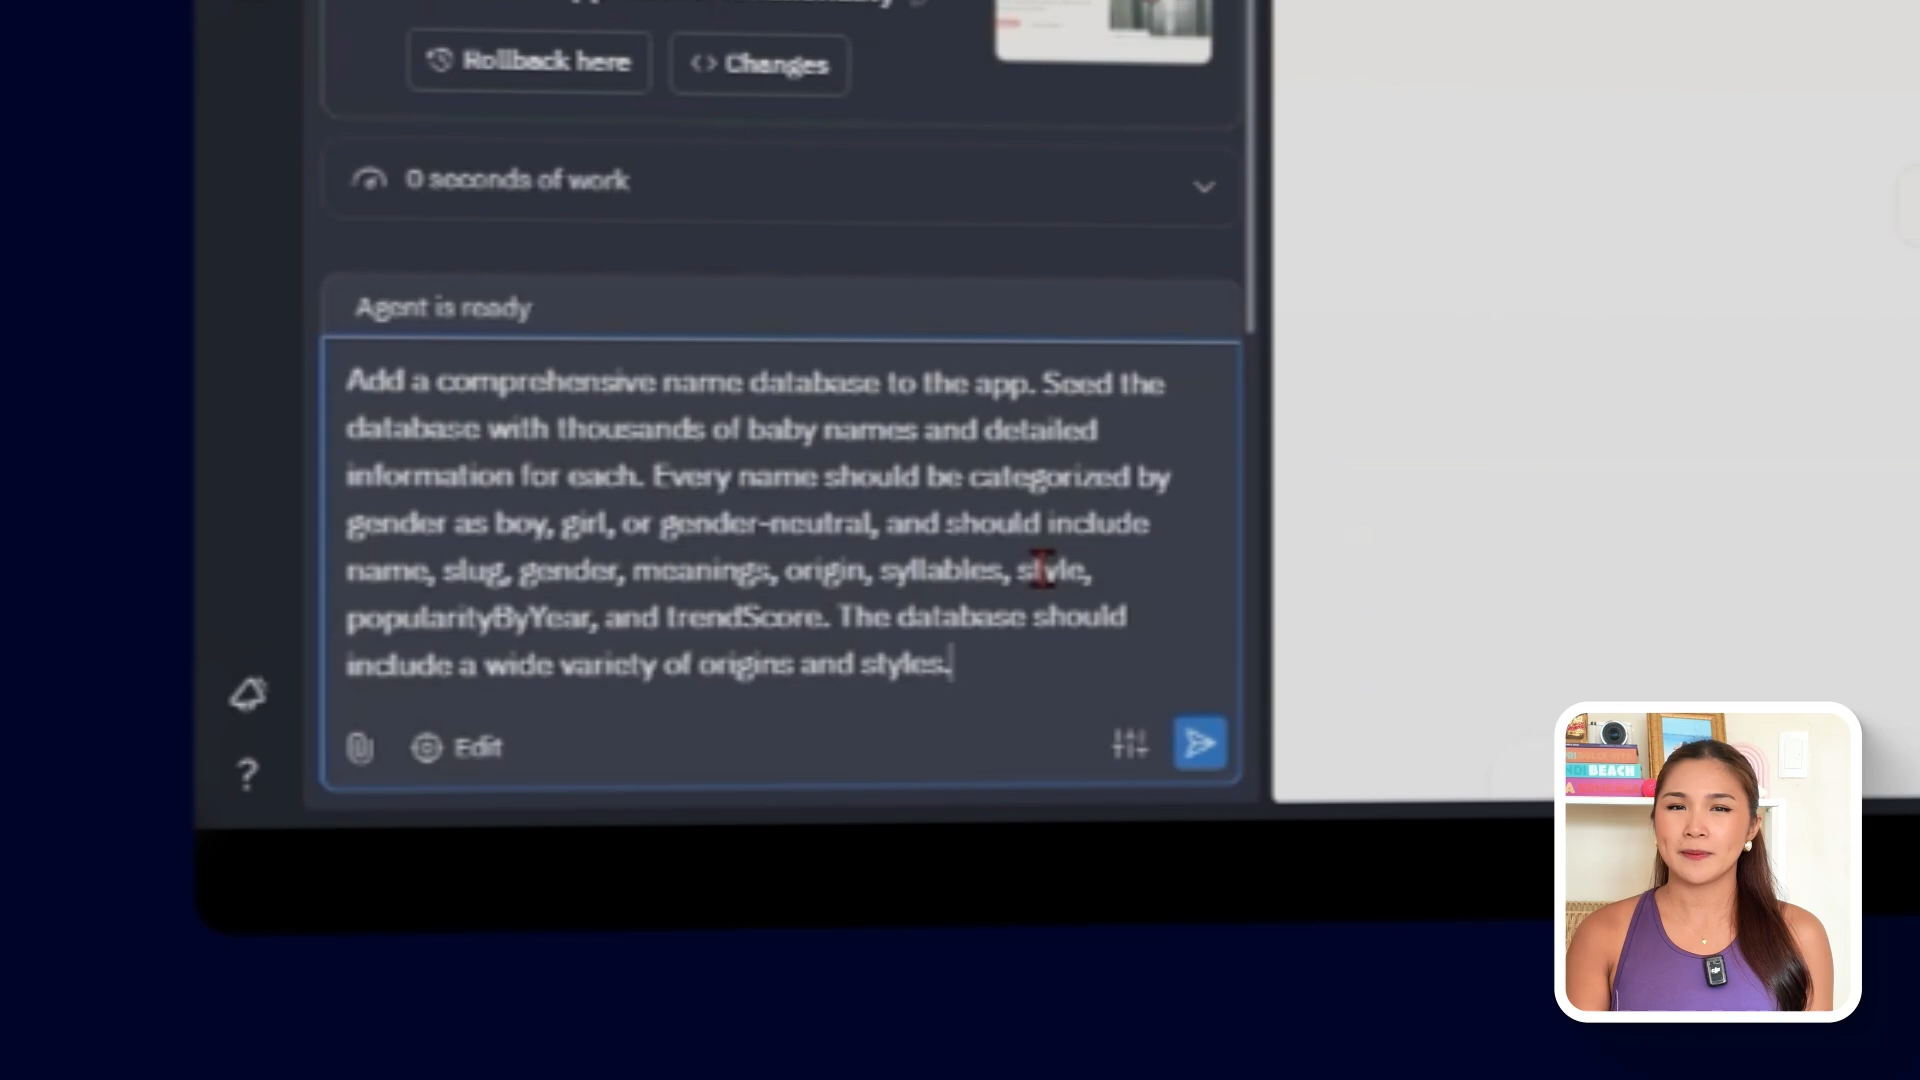 Rollback here
Changes
0 seconds of work
Agent is ready
Add a comprehensive name database to the app. Seed the
database with thousands of baby names and detailed
information for each. Every name should be categorized by
gender as boy, girl, or gender-neutral, and should include
name, slug, gender, meanings, origin, syllables, style,
popularityByYear, and trendScore. The database should
include a wide variety of origins and styles.
Edit
?
BEACH